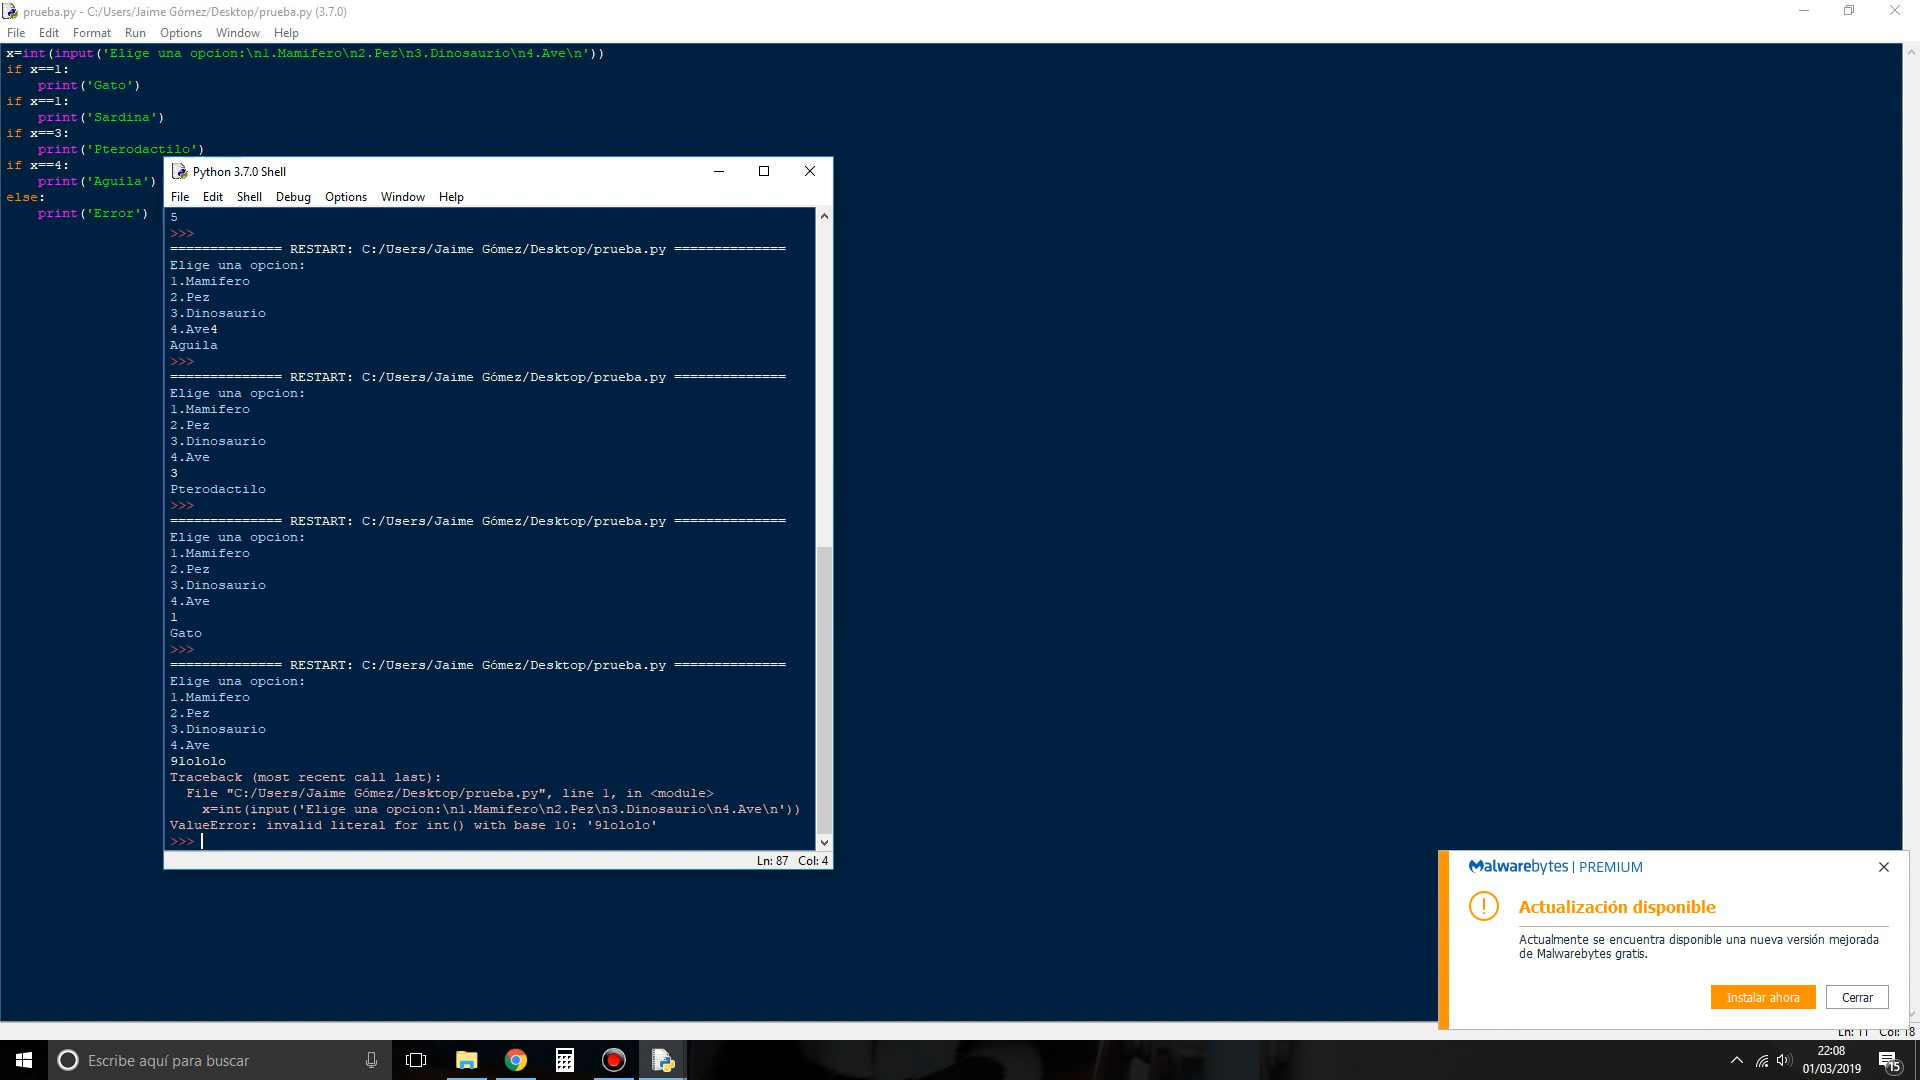 prueba.py - C:/Users/Jaime Gómez/Desktop/prueba.py (3.7.0)
File Edit Format Run Options Window Help
x=int(input('Elige una opcion:\n1.Mamifero\n2.Pez\n3.Dinosaurio\n4.Ave\n'))
if x==1:
print('Gato')
if x==1:
print('Sardina')
if x==3:
print('Pterodactilo')
if x==4:
print('Aguila')
else:
print('Error')
Python 3.7.0 Shell
File Edit Shell Debug Options Window Help
5
>>>
============== RESTART: C:/Users/Jaime Gómez/Desktop/prueba.py ==============
Elige una opcion:
1.Mamifero
2.Pez
3.Dinosaurio
4.Ave4
Aguila
>>>
============== RESTART: C:/Users/Jaime Gómez/Desktop/prueba.py ==============
Elige una opcion:
1.Mamifero
2.Pez
3.Dinosaurio
4.Ave
3
Pterodactilo
>>>
============== RESTART: C:/Users/Jaime Gómez/Desktop/prueba.py ==============
Elige una opcion:
1.Mamifero
2.Pez
3.Dinosaurio
4.Ave
1
Gato
>>>
============== RESTART: C:/Users/Jaime Gómez/Desktop/prueba.py ==============
Elige una opcion:
1.Mamifero
2.Pez
3.Dinosaurio
4.Ave
9lololo
Traceback (most recent call last):
File "C:/Users/Jaime Gómez/Desktop/prueba.py", line 1, in <module>
x=int(input('Elige una opcion:\n1.Mamifero\n2.Pez\n3.Dinosaurio\n4.Ave\n'))
ValueError: invalid literal for int() with base 10: '9lololo'
>>>
Ln: 87 Col: 4
Malwarebytes | PREMIUM
Actualización disponible
Actualmente se encuentra disponible una nueva versión mejorada
de Malwarebytes gratis.
Instalar ahora Cerrar
Ln: 11 Col: 18
Escribe aquí para buscar
22:08
01/03/2019
15